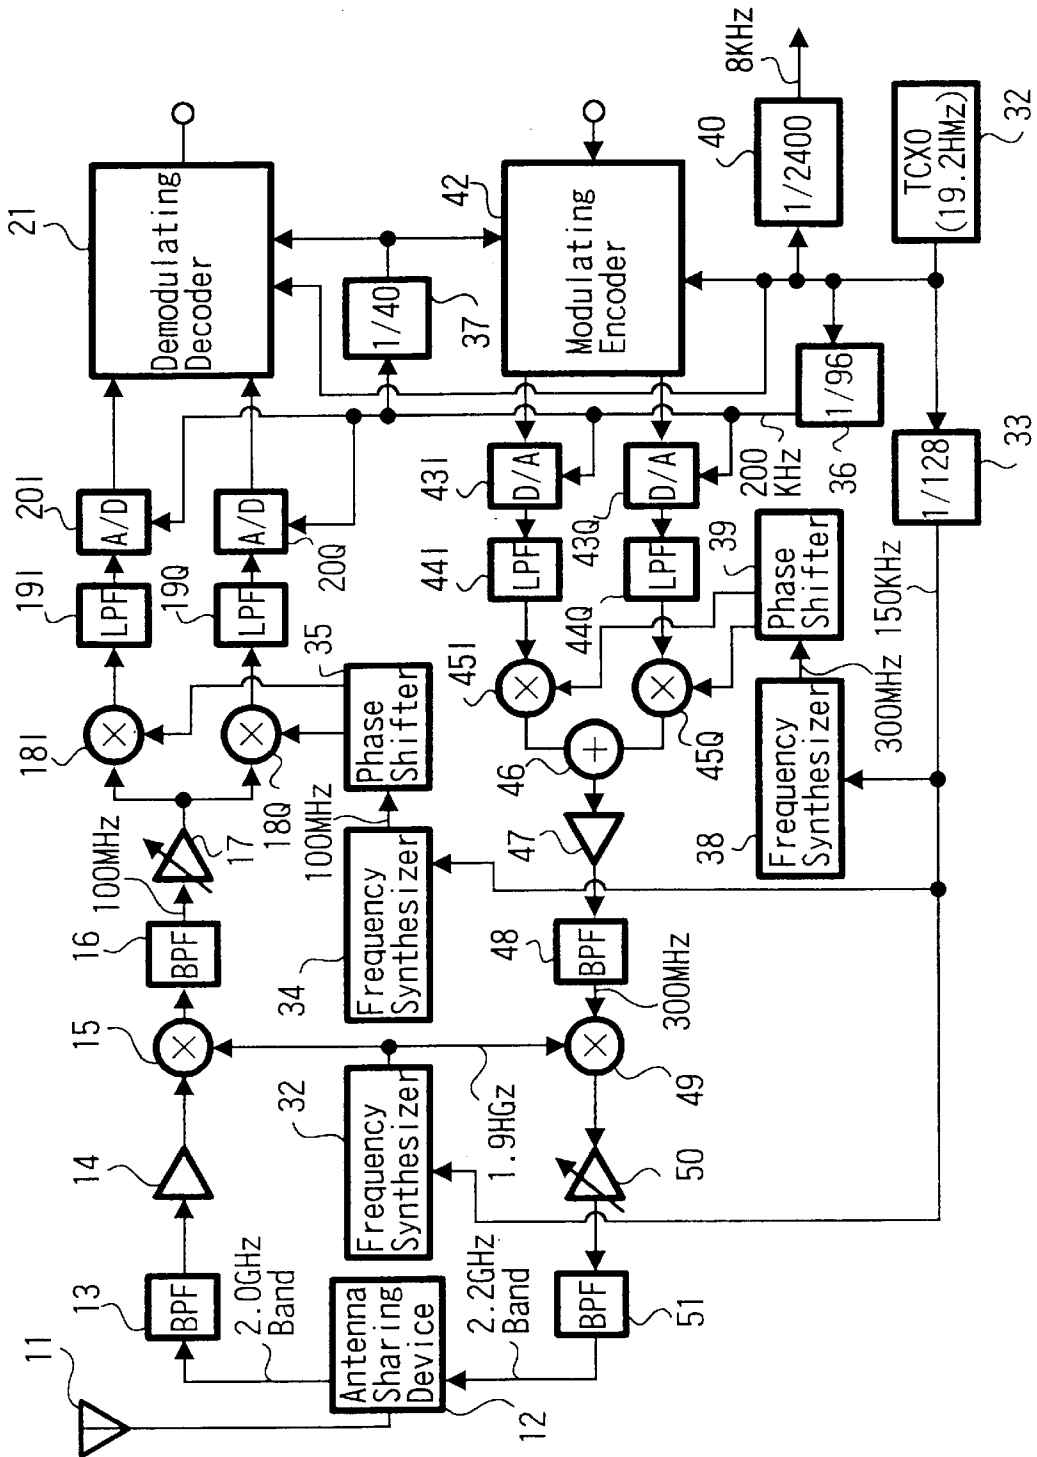 11
12
Antenna
Sharing
Device
13
BPF
2.0GHz
Band
2.2GHz
Band
BPF
51
14
15
16
BPF
100MHz
17
18I
18Q
19I
LPF
19Q
LPF
20I
A/D
20Q
A/D
21
Demodulating
Decoder
32
Frequency
Synthesizer
1.9HGz
34
Frequency
Synthesizer
100MHz
35
Phase
Shifter
1/40
37
42
Modulating
Encoder
D/A
43I
D/A
43Q
LPF
44I
LPF
44Q
45I
45Q
46
47
48
BPF
300MHz
49
50
38
Frequency
Synthesizer
300MHz
39
Phase
Shifter
150KHz
200
KHz
36
1/96
1/128
33
40
1/2400
8KHz
TCXO
(19.2HMz)
32